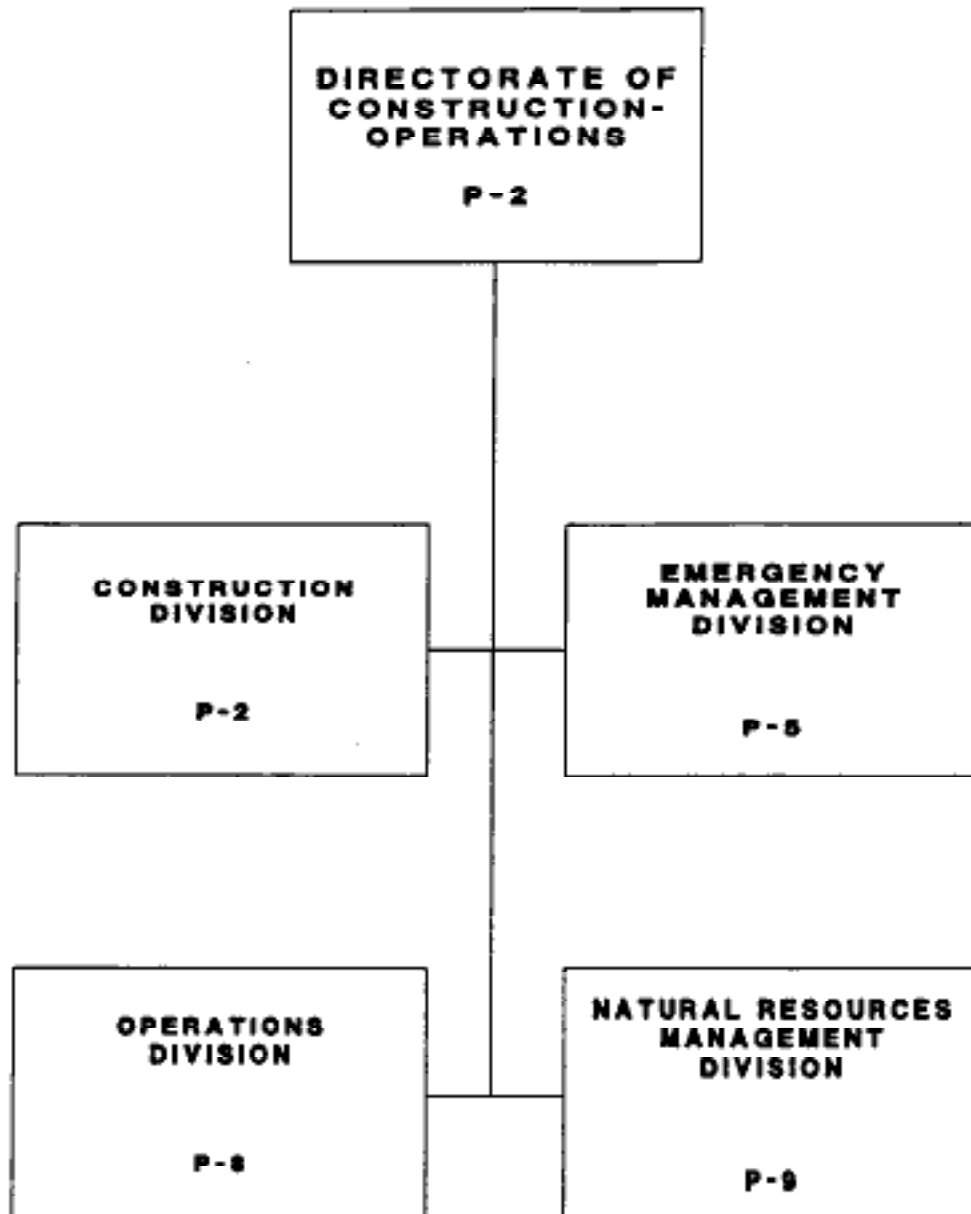 DIRECTORATE OF
CONSTRUCTION-
OPERATIONS
P-2
CONSTRUCTION
DIVISION
P-2
EMERGENCY
MANAGEMENT
DIVISION
P-5
OPERATIONS
DIVISION
P-8
NATURAL RESOURCES
MANAGEMENT
DIVISION
P-9